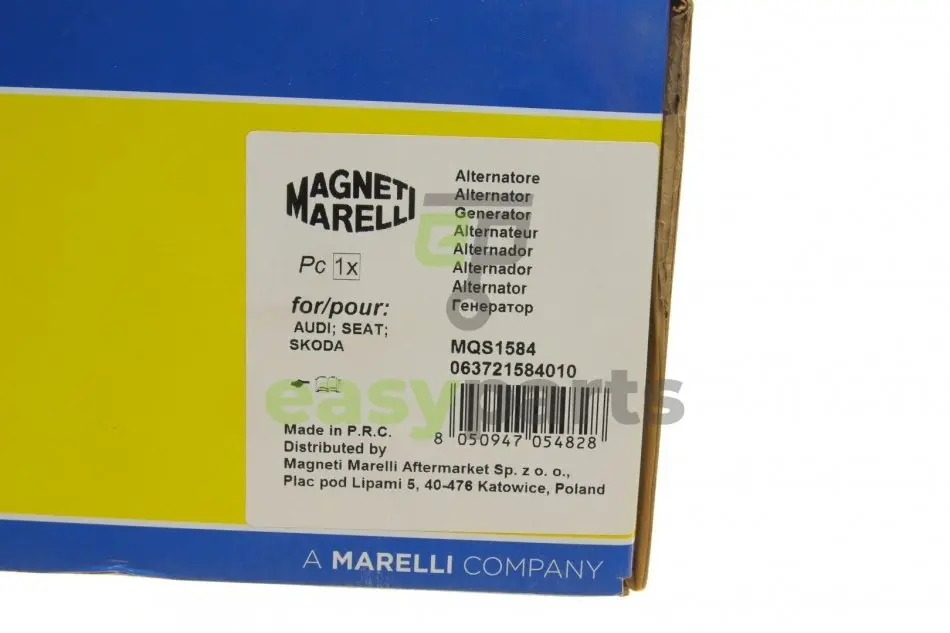 MAGNETI
MARELLI
Pc 1x
for/pour:
AUDI; SEAT;
SKODA
Alternatore
Alternator
Generator
Alternateur
Alternador
Alternador
Alternator
Генератор
MQS1584
063721584010
8 050947 054828
Made in P.R.C.
Distributed by
Magneti Marelli Aftermarket Sp. z o. o.,
Plac pod Lipami 5, 40-476 Katowice, Poland
easyparts
A MARELLI COMPANY